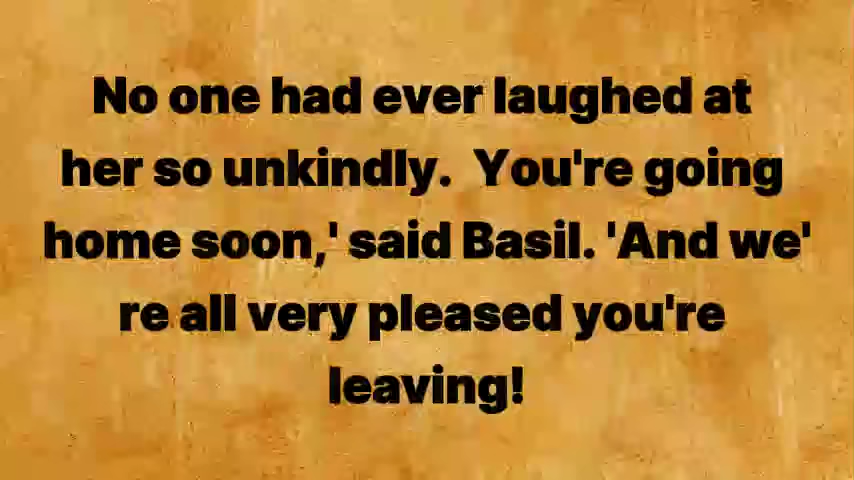 No one had ever laughed at
her so unkindly.  You're going
home soon,' said Basil. 'And we'
re all very pleased you're
leaving!